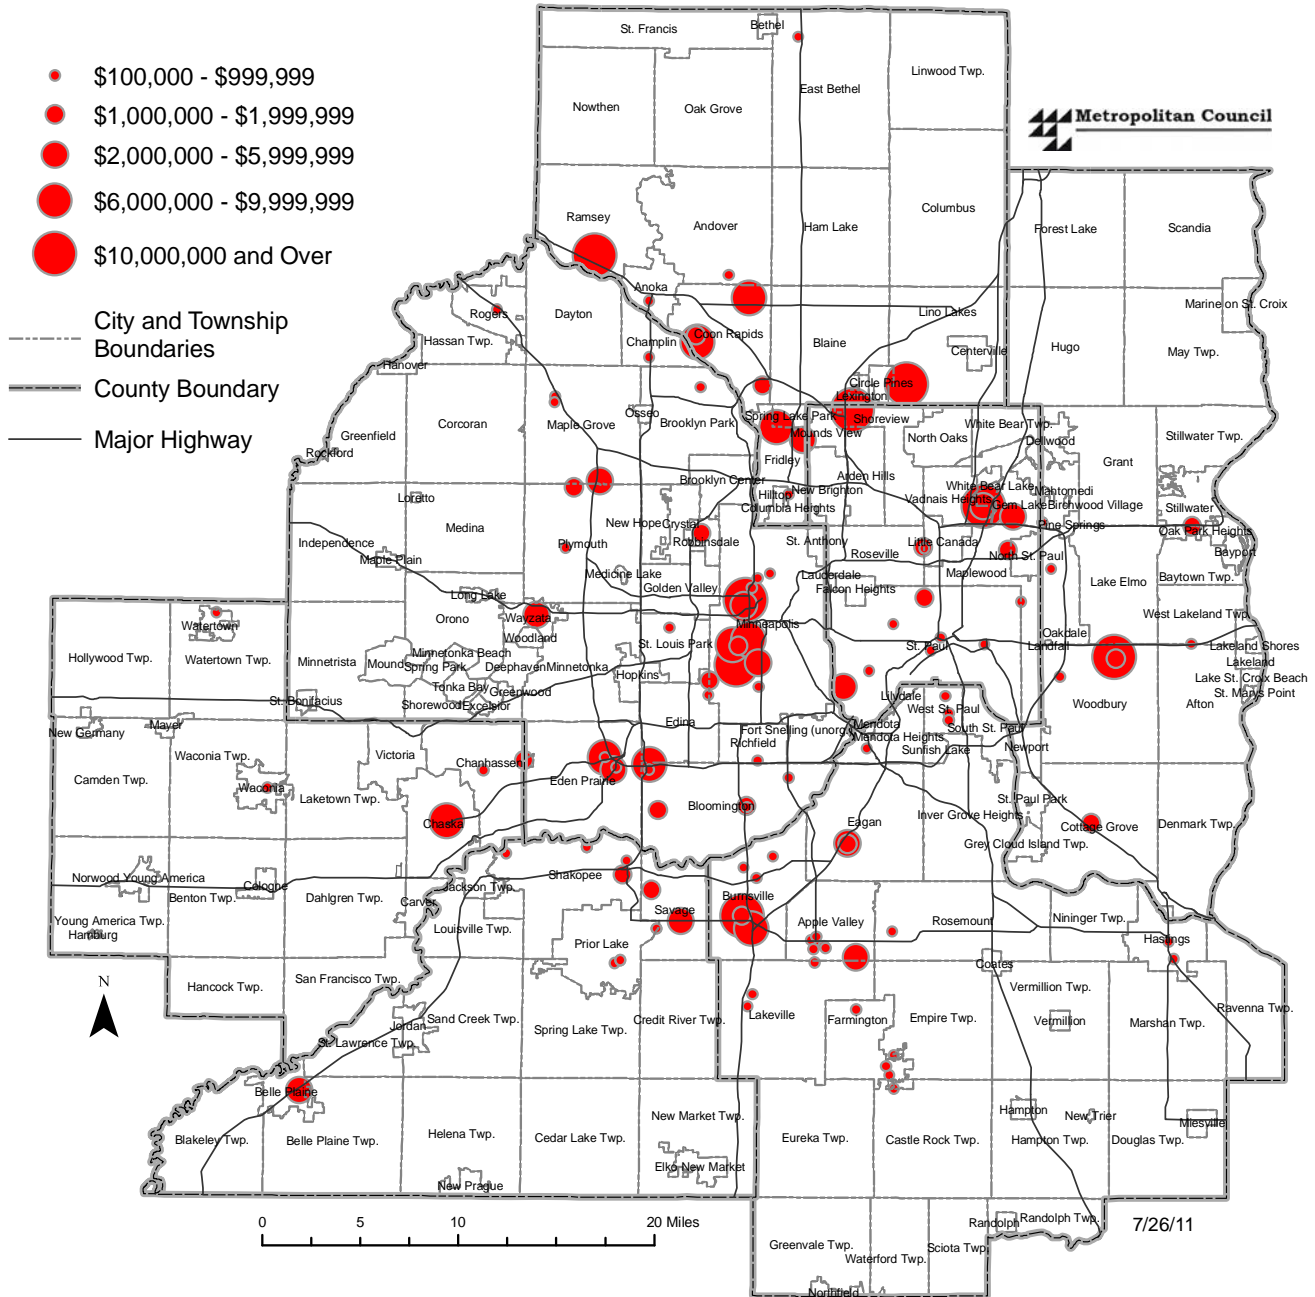 $100,000 - $999,999
$1,000,000 - $1,999,999
$2,000,000 - $5,999,999
$6,000,000 - $9,999,999
$10,000,000 and Over
City and Township
Boundaries
County Boundary
Major Highway
Metropolitan Council
St. Francis
Bethel
Linwood Twp.
East Bethel
Nowthen
Oak Grove
Ramsey
Andover
Ham Lake
Columbus
Forest Lake
Scandia
Anoka
Rogers
Dayton
Lino Lakes
Marine on St. Croix
Hassan Twp.
Champlin
Coon Rapids
Blaine
Centerville
Hugo
May Twp.
Hanover
Circle Pines
Lexington
Osseo
Corcoran
Maple Grove
Brooklyn Park
Spring Lake Park
Shoreview
White Bear Twp.
Greenfield
Mounds View
North Oaks
Dellwood
Stillwater Twp.
Rockford
Fridley
Grant
Brooklyn Center
Arden Hills
White Bear Lake
Mahtomedi
Loretto
Hilltop
New Brighton
Vadnais Heights
Gem Lake
Birchwood Village
Columbia Heights
Stillwater
Medina
New Hope
Crystal
Pine Springs
Oak Park Heights
Independence
Plymouth
Robbinsdale
St. Anthony
Roseville
Little Canada
North St. Paul
Bayport
Maple Plain
Medicine Lake
Lauderdale
Maplewood
Lake Elmo
Baytown Twp.
Long Lake
Golden Valley
Falcon Heights
Watertown
Orono
Wayzata
Minneapolis
West Lakeland Twp.
Woodland
Oakdale
Hollywood Twp.
Watertown Twp.
Minnetrista
Mound
Minnetonka Beach
St. Louis Park
St. Paul
Landfall
Lakeland Shores
Spring Park
Deephaven
Minnetonka
Hopkins
Lakeland
Tonka Bay
Greenwood
Lake St. Croix Beach
St. Bonifacius
Shorewood
Excelsior
Lilydale
St. Marys Point
Woodbury
Afton
New Germany
Mayer
Edina
Fort Snelling (unorg.)
Mendota
West St. Paul
South St. Paul
Richfield
Mendota Heights
Sunfish Lake
Newport
Waconia Twp.
Victoria
Chanhassen
Camden Twp.
Eden Prairie
Waconia
Laketown Twp.
Bloomington
St. Paul Park
Chaska
Eagan
Inver Grove Heights
Cottage Grove
Denmark Twp.
Grey Cloud Island Twp.
Norwood Young America
Cologne
Shakopee
Benton Twp.
Dahlgren Twp.
Carver
Jackson Twp.
Burnsville
Young America Twp.
Hamburg
Louisville Twp.
Savage
Apple Valley
Rosemount
Nininger Twp.
Prior Lake
Hastings
Hancock Twp.
San Francisco Twp.
Coates
Vermillion Twp.
N
Jordan
Sand Creek Twp.
Spring Lake Twp.
Credit River Twp.
Lakeville
Farmington
Empire Twp.
Vermillion
Marshan Twp.
Ravenna Twp.
St. Lawrence Twp.
Belle Plaine
Hampton
New Trier
Miesville
Blakeley Twp.
Belle Plaine Twp.
Helena Twp.
Cedar Lake Twp.
New Market Twp.
Eureka Twp.
Castle Rock Twp.
Hampton Twp.
Douglas Twp.
Elko New Market
New Prague
0 5 10 20 Miles
Randolph
Randolph Twp.
7/26/11
Greenvale Twp.
Waterford Twp.
Sciota Twp.
Northfield